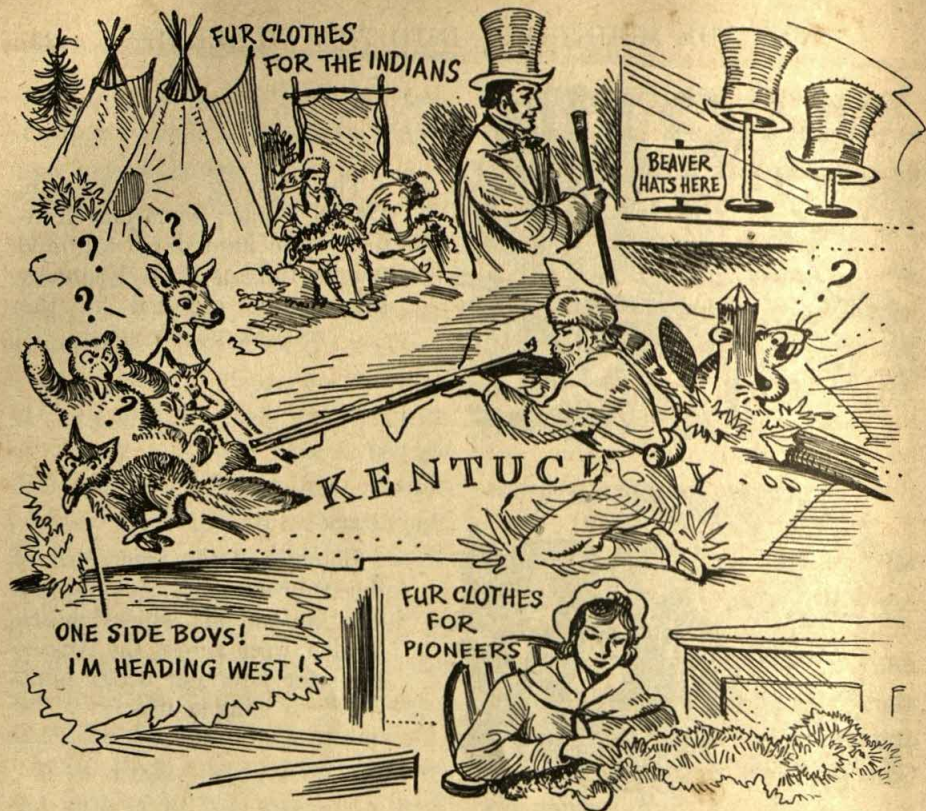 FUR CLOTHES
FOR THE INDIANS
BEAVER
HATS HERE
?
?
?
?
?
KENTUCKY
ONE SIDE BOYS!
I'M HEADING WEST!
FUR CLOTHES
FOR
PIONEERS